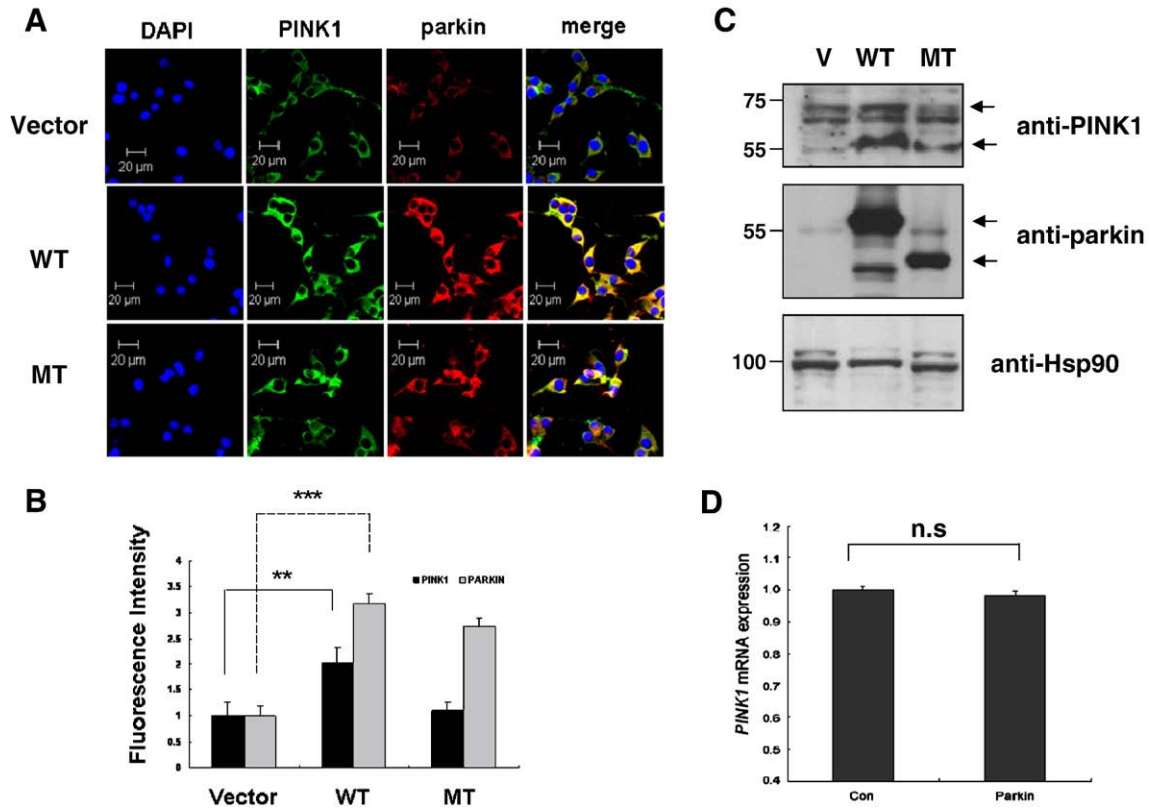 A
DAPI PINK1 parkin merge
Vector
20 µm 20 µm 20 µm 20 µm
WT
20 µm 20 µm 20 µm 20 µm
MT
20 µm 20 µm 20 µm 20 µm
B
***
**
PINK1 PARKIN
Fluorescence Intensity
4
3.5
3
2.5
2
1.5
1
0.5
0
Vector WT MT
C
V WT MT
75
55
anti-PINK1
55
anti-parkin
100
anti-Hsp90
D
n.s
PINK1 mRNA expression
1.2
1.1
1.0
0.9
0.8
0.7
0.6
0.5
0.4
Con Parkin